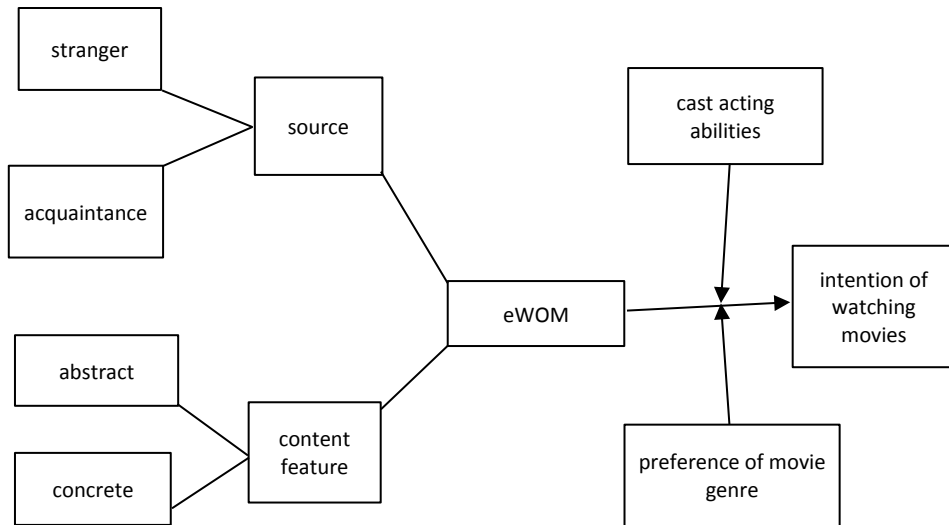 stranger
source
acquaintance
abstract
concrete
content
feature
eWOM
cast acting
abilities
preference of movie
genre
intention of
watching
movies